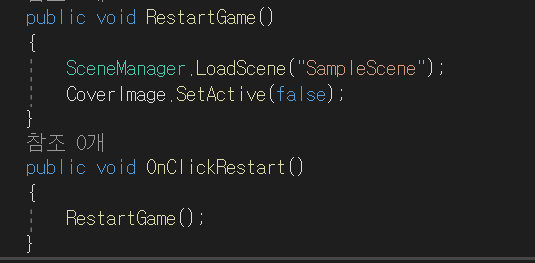 public void RestartGame()
{
SceneManager.LoadScene("SampleScene");
CoverImage.SetActive(false);
}
참조 0개
public void OnClickRestart()
{
RestartGame();
}